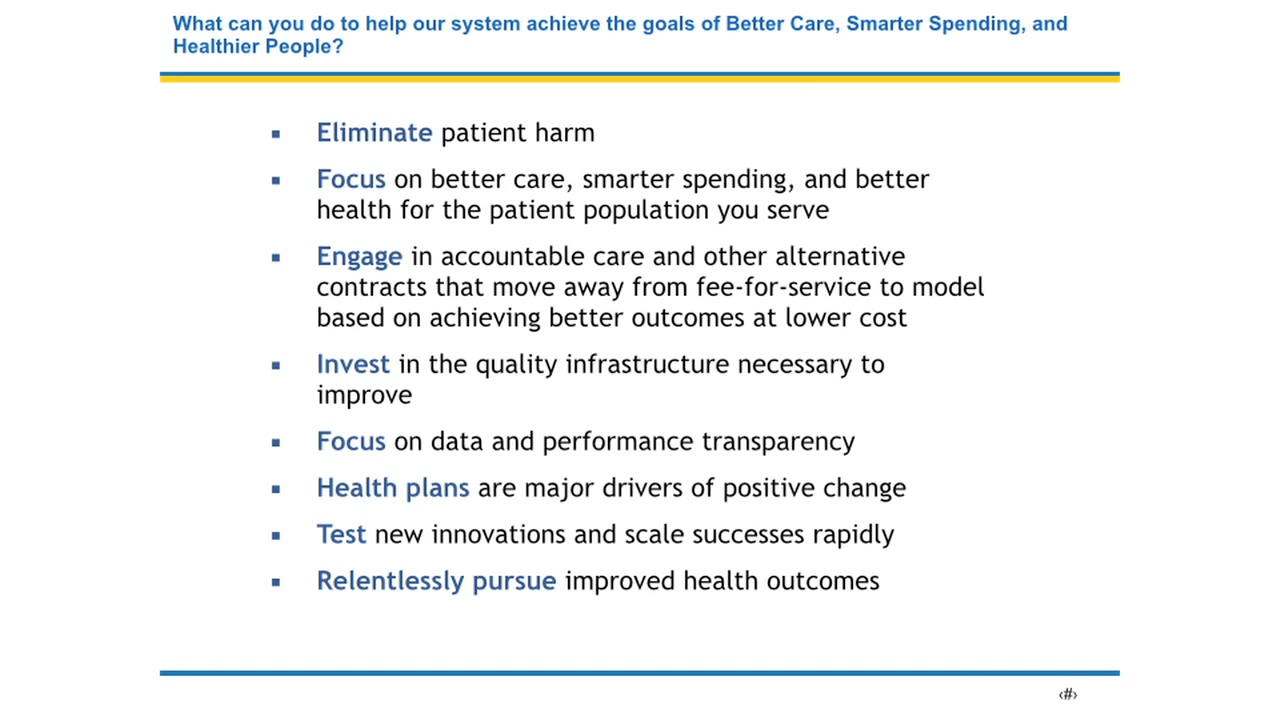 What can you do to help our system achieve the goals of Better Care, Smarter Spending, and
Healthier People?
▪ Eliminate patient harm
▪ Focus on better care, smarter spending, and better
health for the patient population you serve
▪ Engage in accountable care and other alternative
contracts that move away from fee-for-service to model
based on achieving better outcomes at lower cost
▪ Invest in the quality infrastructure necessary to
improve
▪ Focus on data and performance transparency
▪ Health plans are major drivers of positive change
▪ Test new innovations and scale successes rapidly
▪ Relentlessly pursue improved health outcomes
‹#›